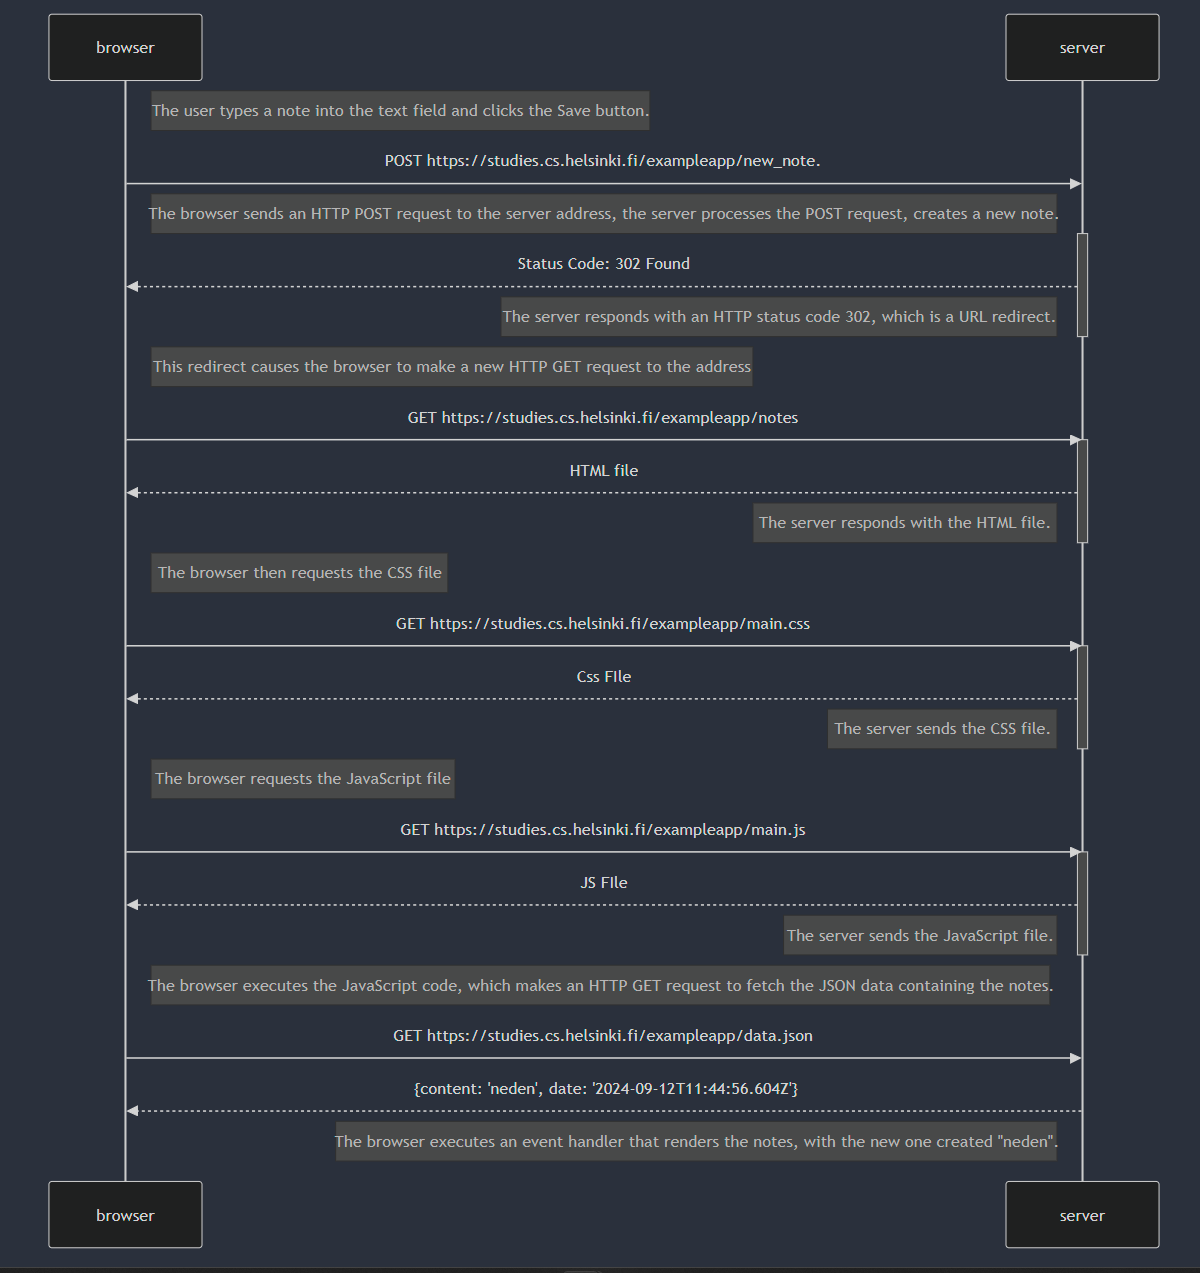 browser
server
The user types a note into the text field and clicks the Save button.
POST https://studies.cs.helsinki.fi/exampleapp/new_note.
The browser sends an HTTP POST request to the server address, the server processes the POST request, creates a new note.
Status Code: 302 Found
The server responds with an HTTP status code 302, which is a URL redirect.
This redirect causes the browser to make a new HTTP GET request to the address
GET https://studies.cs.helsinki.fi/exampleapp/notes
HTML file
The server responds with the HTML file.
The browser then requests the CSS file
GET https://studies.cs.helsinki.fi/exampleapp/main.css
Css FIle
The server sends the CSS file.
The browser requests the JavaScript file
GET https://studies.cs.helsinki.fi/exampleapp/main.js
JS FIle
The server sends the JavaScript file.
The browser executes the JavaScript code, which makes an HTTP GET request to fetch the JSON data containing the notes.
GET https://studies.cs.helsinki.fi/exampleapp/data.json
{content: 'neden', date: '2024-09-12T11:44:56.604Z'}
The browser executes an event handler that renders the notes, with the new one created "neden".
browser
server